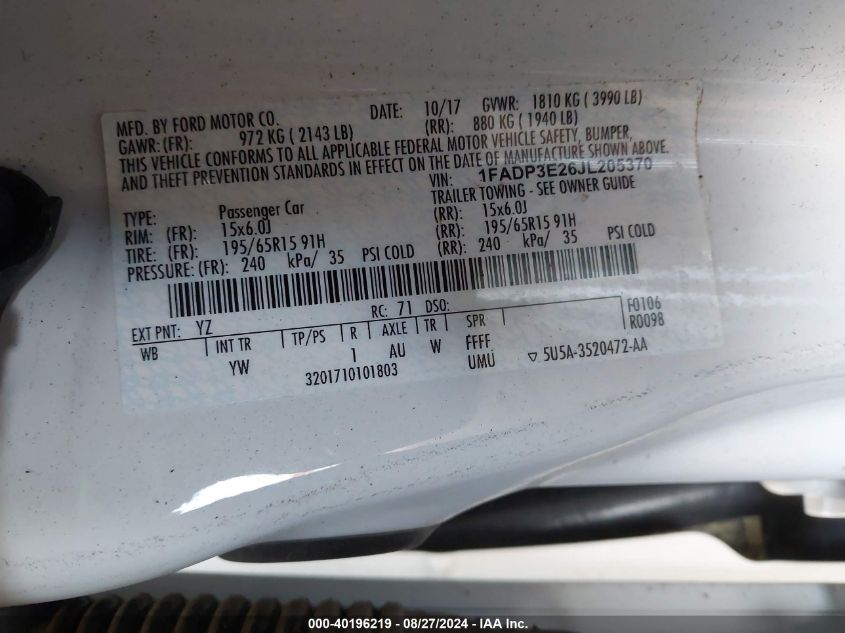 MFD. BY FORD MOTOR CO. DATE: 10/17 GVWR: 1810 KG ( 3990 LB)
GAWR: (FR): 972 KG ( 2143 LB) (RR): 880 KG ( 1940 LB)
THIS VEHICLE CONFORMS TO ALL APPLICABLE FEDERAL MOTOR VEHICLE SAFETY, BUMPER,
AND THEFT PREVENTION STANDARDS IN EFFECT ON THE DATE OF MANUFACTURE SHOWN ABOVE.
VIN: 1FADP3E26JL205370
TYPE: Passenger Car TRAILER TOWING - SEE OWNER GUIDE
RIM: (FR): 15x6.0J (RR): 15x6.0J
TIRE: (FR): 195/65R15 91H (RR): 195/65R15 91H
PRESSURE: (FR): 240 kPa/ 35 PSI COLD (RR): 240 kPa/ 35 PSI COLD
EXT PNT: YZ RC: 71 DSO: F0106
R0098
WB INT TR TP/PS R AXLE TR SPR
YW 1 AU W FFFF
UMU
3201710101803 ▽ 5U5A-3520472-AA
000-40196219 - 08/27/2024 - IAA Inc.